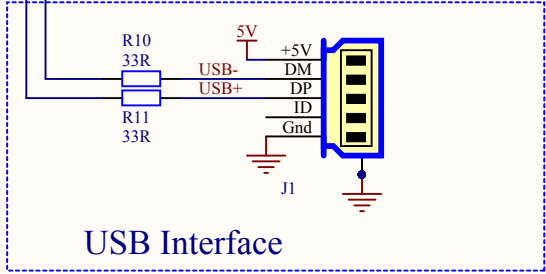 R10
33R
5V
+5V
USB-
DM
USB+
DP
ID
R11
33R
Gnd
J1
USB Interface